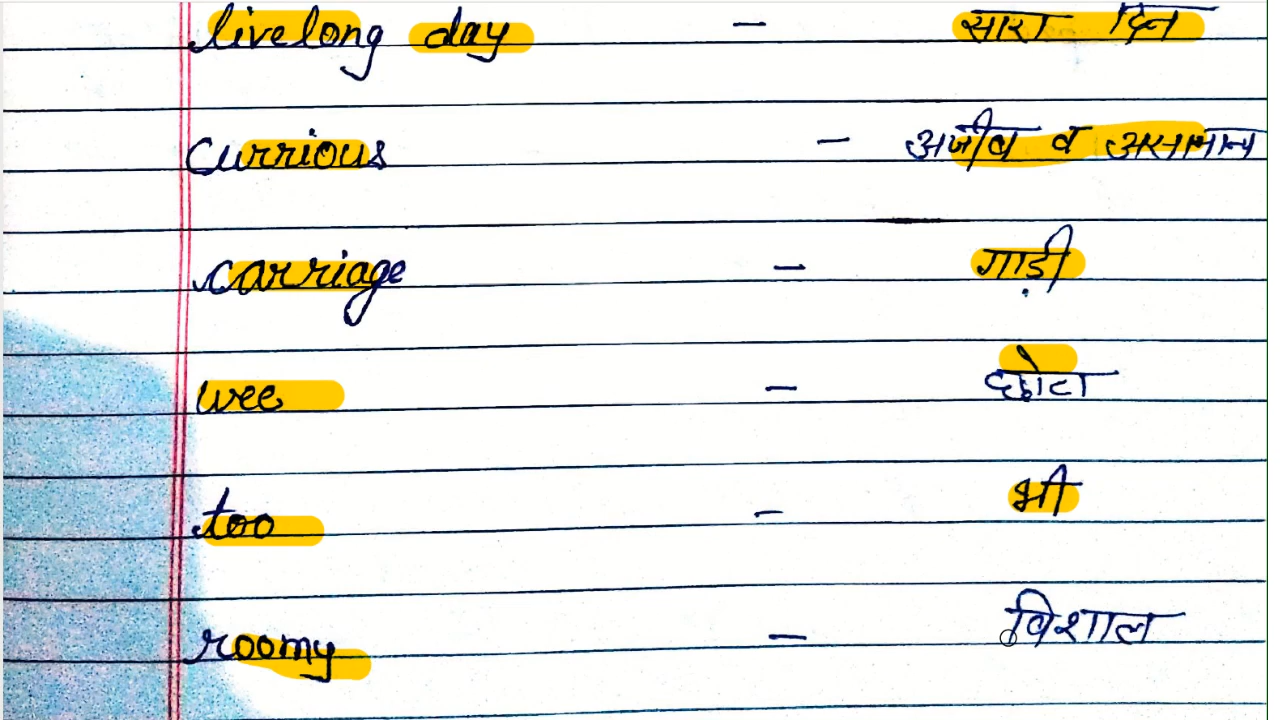 livelong day - सारा दिन
currious - अजीब व असामान्य
carriage - गाड़ी
wee - छोटा
too - भी
roomy - विशाल